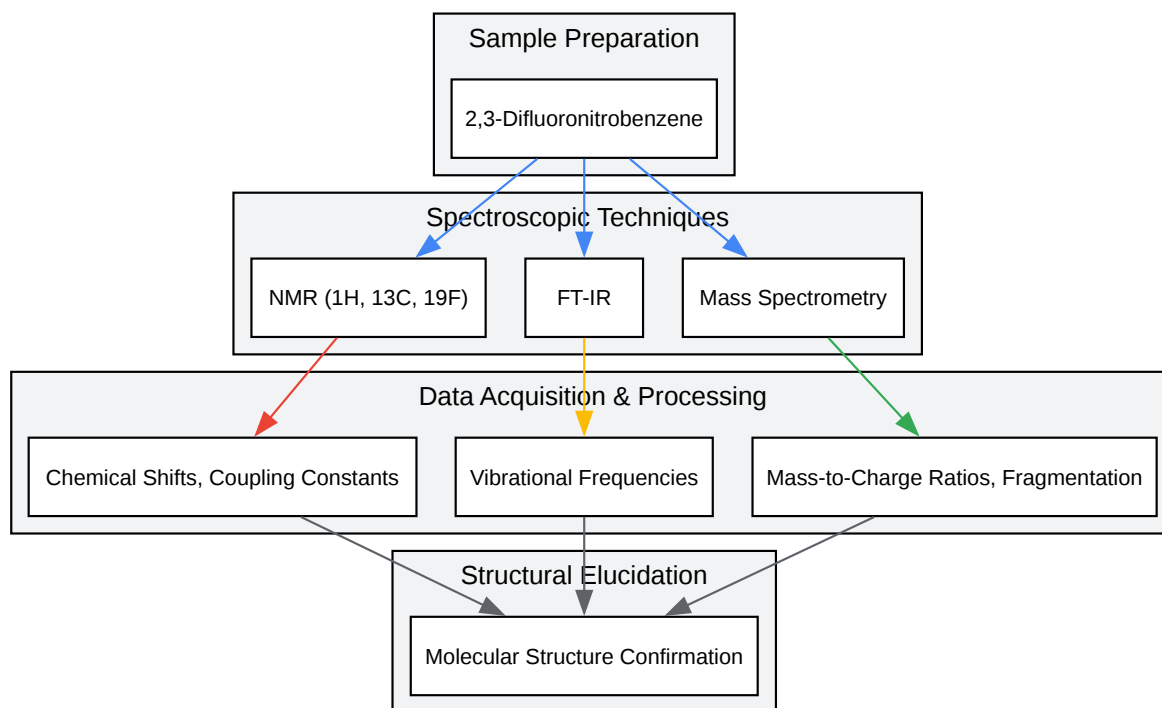 Sample Preparation
2,3-Difluoronitrobenzene
Spectroscopic Techniques
NMR (1H, 13C, 19F)
FT-IR
Mass Spectrometry
Data Acquisition & Processing
Chemical Shifts, Coupling Constants
Vibrational Frequencies
Mass-to-Charge Ratios, Fragmentation
Structural Elucidation
Molecular Structure Confirmation